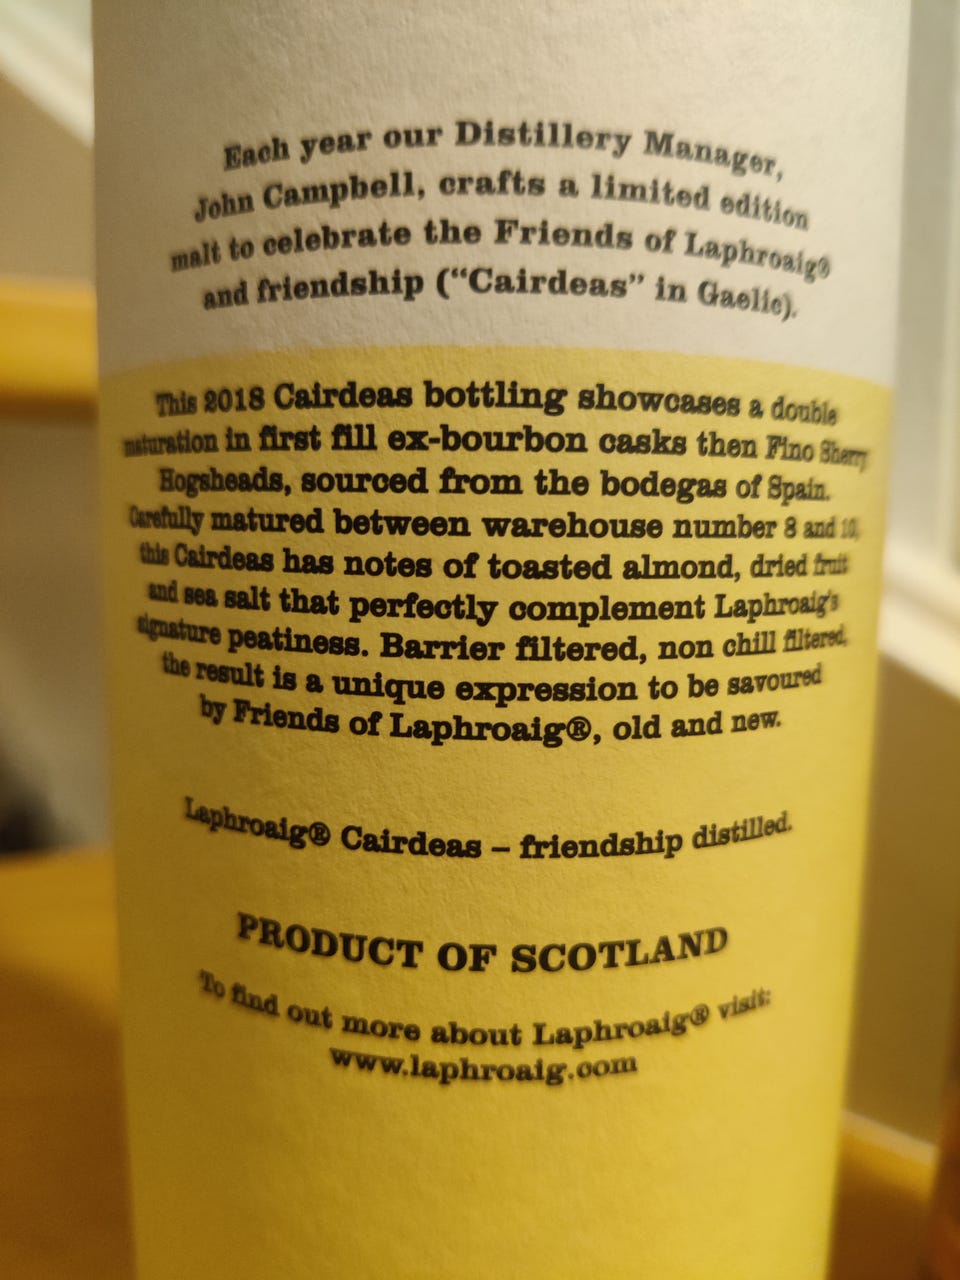 Each year our Distillery Manager,
John Campbell, crafts a limited edition
malt to celebrate the Friends of Laphroaig®
and friendship (“Cairdeas” in Gaelic).
This 2018 Cairdeas bottling showcases a double
maturation in first fill ex-bourbon casks then Fino Sherry
Hogsheads, sourced from the bodegas of Spain.
Carefully matured between warehouse number 8 and 10,
this Cairdeas has notes of toasted almond, dried fruit
and sea salt that perfectly complement Laphroaig's
signature peatiness. Barrier filtered, non chill filtered,
the result is a unique expression to be savoured
by Friends of Laphroaig®, old and new.
Laphroaig® Cairdeas – friendship distilled.
PRODUCT OF SCOTLAND
To find out more about Laphroaig® visit:
www.laphroaig.com